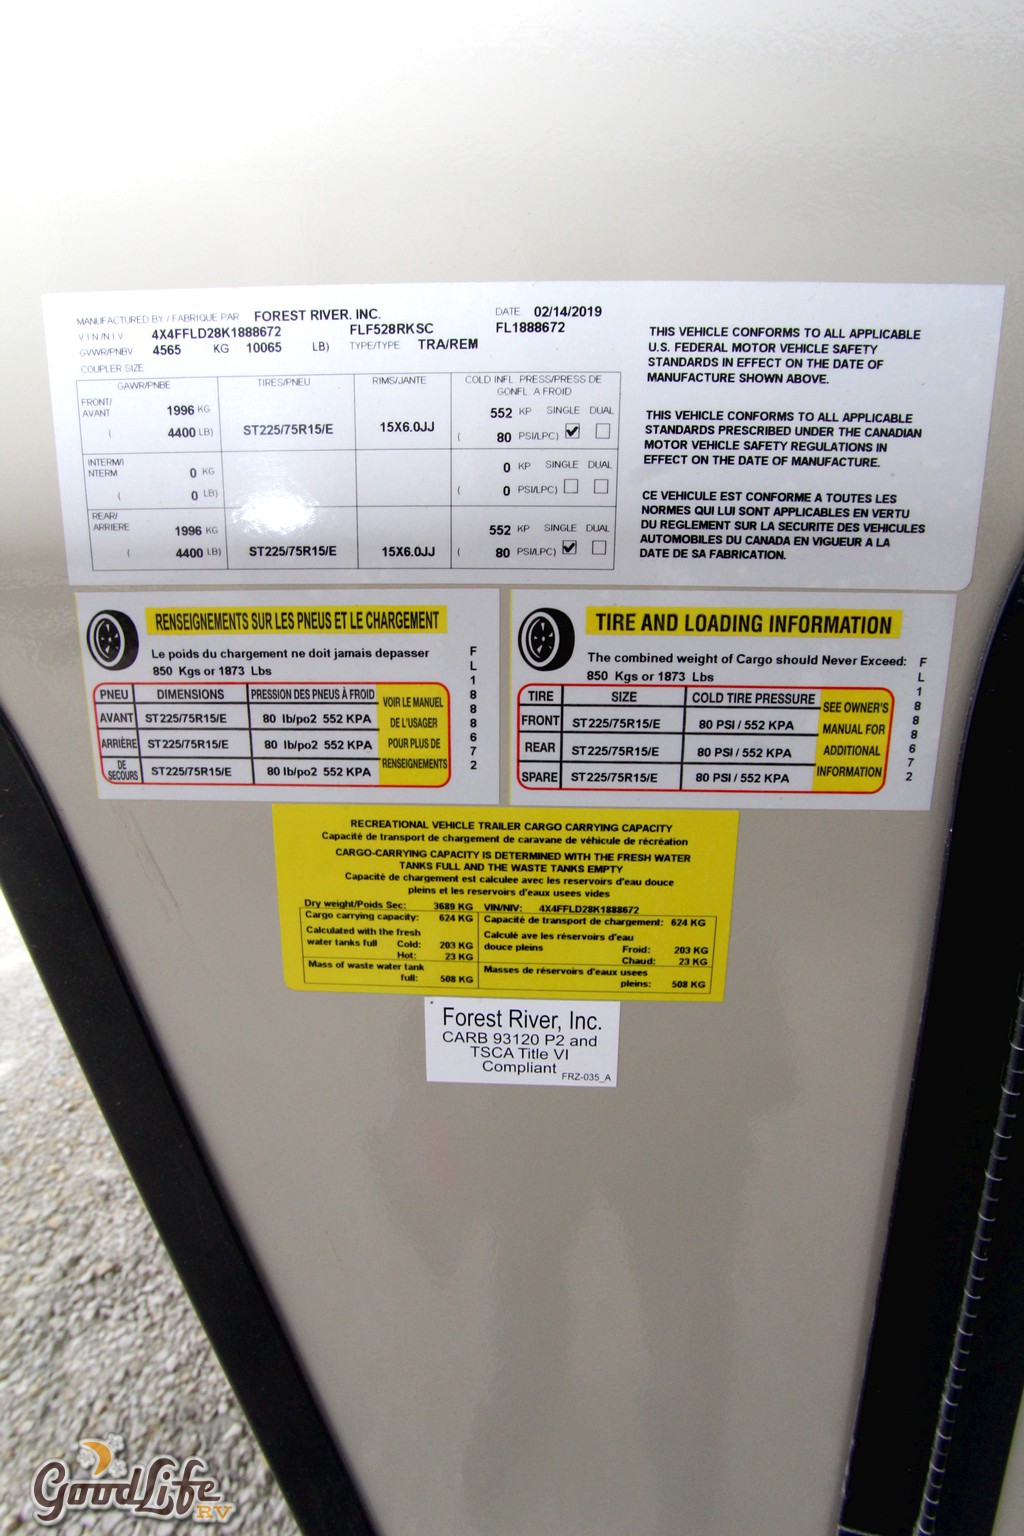 MANUFACTURED BY / FABRIQUE PAR FOREST RIVER, INC. DATE 02/14/2019
V I N /N I V 4X4FFLD28K1888672 FLF528RKSC FL1888672
GVWR/PNBV 4565 KG 10065 LB) TYPE/TYPE TRA/REM
COUPLER SIZE
GAWR/PNBE TIRES/PNEU RIMS/JANTE COLD INFL. PRESS/PRESS DE
GONFL. A FROID
FRONT/
AVANT 1996 KG 552 KP SINGLE DUAL
( 4400 LB) ST225/75R15/E 15X6.0JJ ( 80 PSI/LPC)
INTERM/I
NTERM 0 KG 0 KP SINGLE DUAL
( 0 LB) ( 0 PSI/LPC)
REAR/
ARRIERE 1996 KG 552 KP SINGLE DUAL
( 4400 LB) ST225/75R15/E 15X6.0JJ ( 80 PSI/LPC)
THIS VEHICLE CONFORMS TO ALL APPLICABLE
U.S. FEDERAL MOTOR VEHICLE SAFETY
STANDARDS IN EFFECT ON THE DATE OF
MANUFACTURE SHOWN ABOVE.
THIS VEHICLE CONFORMS TO ALL APPLICABLE
STANDARDS PRESCRIBED UNDER THE CANADIAN
MOTOR VEHICLE SAFETY REGULATIONS IN
EFFECT ON THE DATE OF MANUFACTURE.
CE VEHICULE EST CONFORME A TOUTES LES
NORMES QUI LUI SONT APPLICABLES EN VERTU
DU REGLEMENT SUR LA SECURITE DES VEHICULES
AUTOMOBILES DU CANADA EN VIGUEUR A LA
DATE DE SA FABRICATION.
RENSEIGNEMENTS SUR LES PNEUS ET LE CHARGEMENT
Le poids du chargement ne doit jamais depasser
850 Kgs or 1873 Lbs
PNEU DIMENSIONS PRESSION DES PNEUS À FROID
AVANT ST225/75R15/E 80 lb/po2 552 KPA
ARRIÈRE ST225/75R15/E 80 lb/po2 552 KPA
DE
SECOURS ST225/75R15/E 80 lb/po2 552 KPA
VOIR LE MANUEL
DE L'USAGER
POUR PLUS DE
RENSEIGNEMENTS
FL1888672
TIRE AND LOADING INFORMATION
The combined weight of Cargo should Never Exceed:
850 Kgs or 1873 Lbs
TIRE SIZE COLD TIRE PRESSURE
FRONT ST225/75R15/E 80 PSI / 552 KPA
REAR ST225/75R15/E 80 PSI / 552 KPA
SPARE ST225/75R15/E 80 PSI / 552 KPA
SEE OWNER'S
MANUAL FOR
ADDITIONAL
INFORMATION
FL1888672
RECREATIONAL VEHICLE TRAILER CARGO CARRYING CAPACITY
Capacité de transport de chargement de caravane de véhicule de récréation
CARGO-CARRYING CAPACITY IS DETERMINED WITH THE FRESH WATER
TANKS FULL AND THE WASTE TANKS EMPTY
Capacité de chargement est calculee avec les reservoirs d'eau douce
pleins et les reservoirs d'eaux usees vides
Dry weight/Poids Sec: 3689 KG VIN/NIV: 4X4FFLD28K1888672
Cargo carrying capacity: 624 KG Capacité de transport de chargement: 624 KG
Calculated with the fresh Calculé ave les réservoirs d'eau
water tanks full douce pleins
Cold: 203 KG Froid: 203 KG
Hot: 23 KG Chaud: 23 KG
Mass of waste water tank Masses de réservoirs d'eaux usees
full: 508 KG pleins: 508 KG
Forest River, Inc.
CARB 93120 P2 and
TSCA Title VI
Compliant
FRZ-035_A
GoodLife
RV